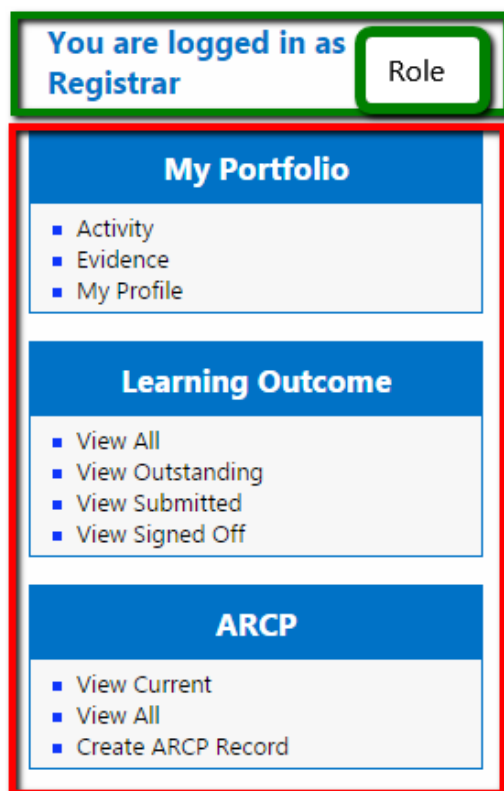 You are logged in as
Registrar
Role
My Portfolio
Activity
Evidence
My Profile
Learning Outcome
View All
View Outstanding
View Submitted
View Signed Off
ARCP
View Current
View All
Create ARCP Record